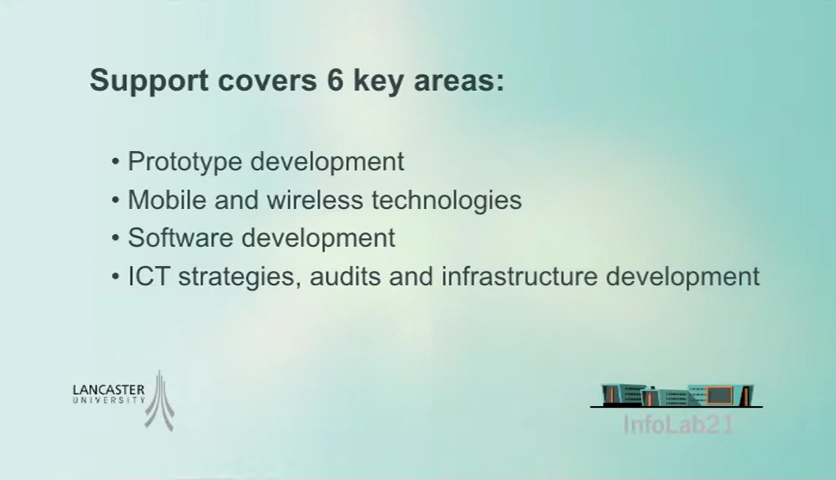 Support covers 6 key areas:
• Prototype development
• Mobile and wireless technologies
• Software development
• ICT strategies, audits and infrastructure development
LANCASTER
UNIVERSITY
InfoLab21